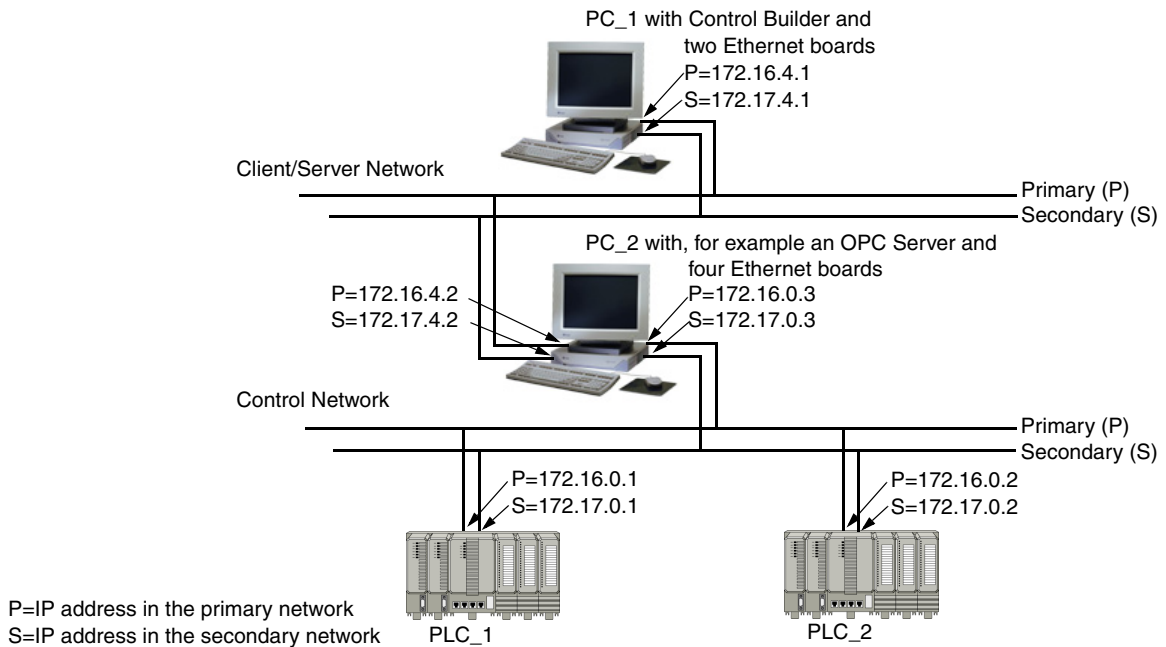 PC_1 with Control Builder and
two Ethernet boards
P=172.16.4.1
S=172.17.4.1
Client/Server Network
Primary (P)
Secondary (S)
PC_2 with, for example an OPC Server and
four Ethernet boards
P=172.16.4.2
S=172.17.4.2
P=172.16.0.3
S=172.17.0.3
Control Network
Primary (P)
Secondary (S)
P=172.16.0.1
S=172.17.0.1
P=172.16.0.2
S=172.17.0.2
P=IP address in the primary network
S=IP address in the secondary network
PLC_1
PLC_2